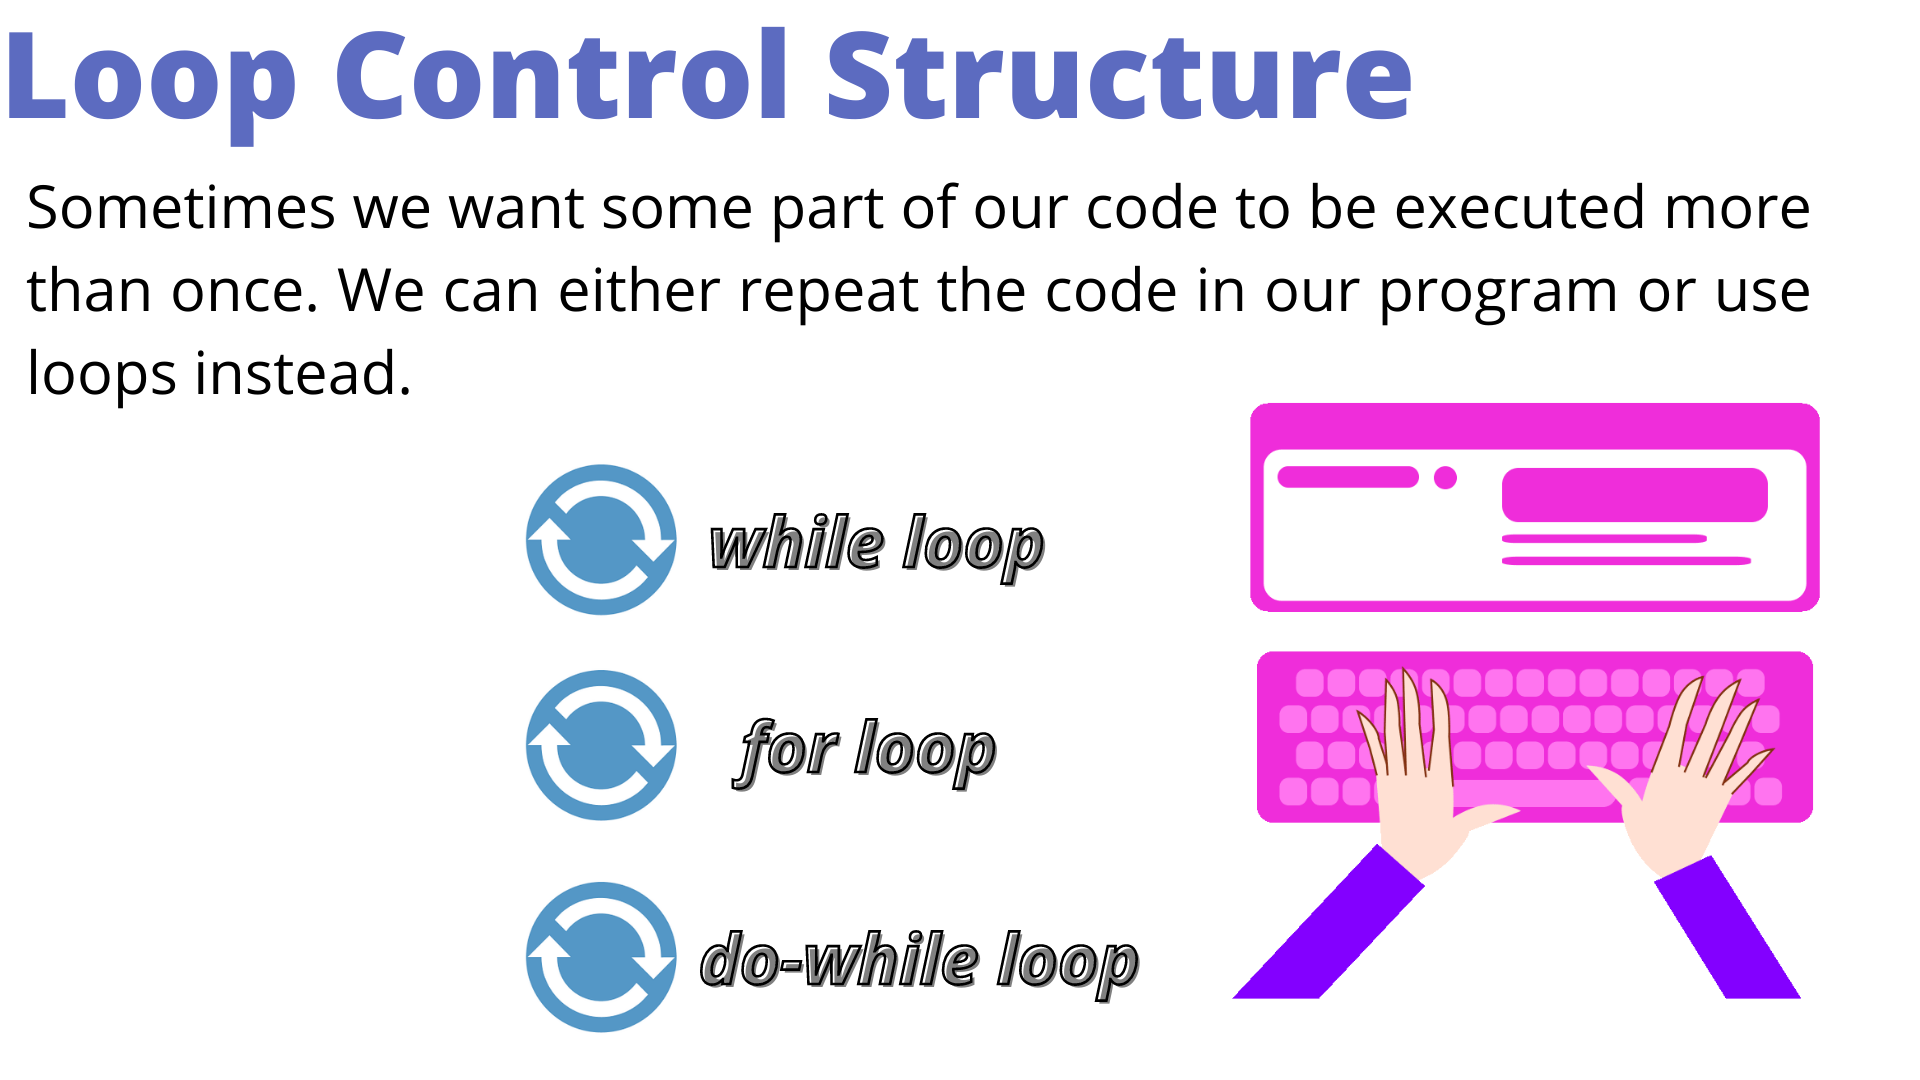 Loop Control Structure
Sometimes we want some part of our code to be executed more
than once. We can either repeat the code in our program or use
loops instead.
while loop
for loop
do-while loop